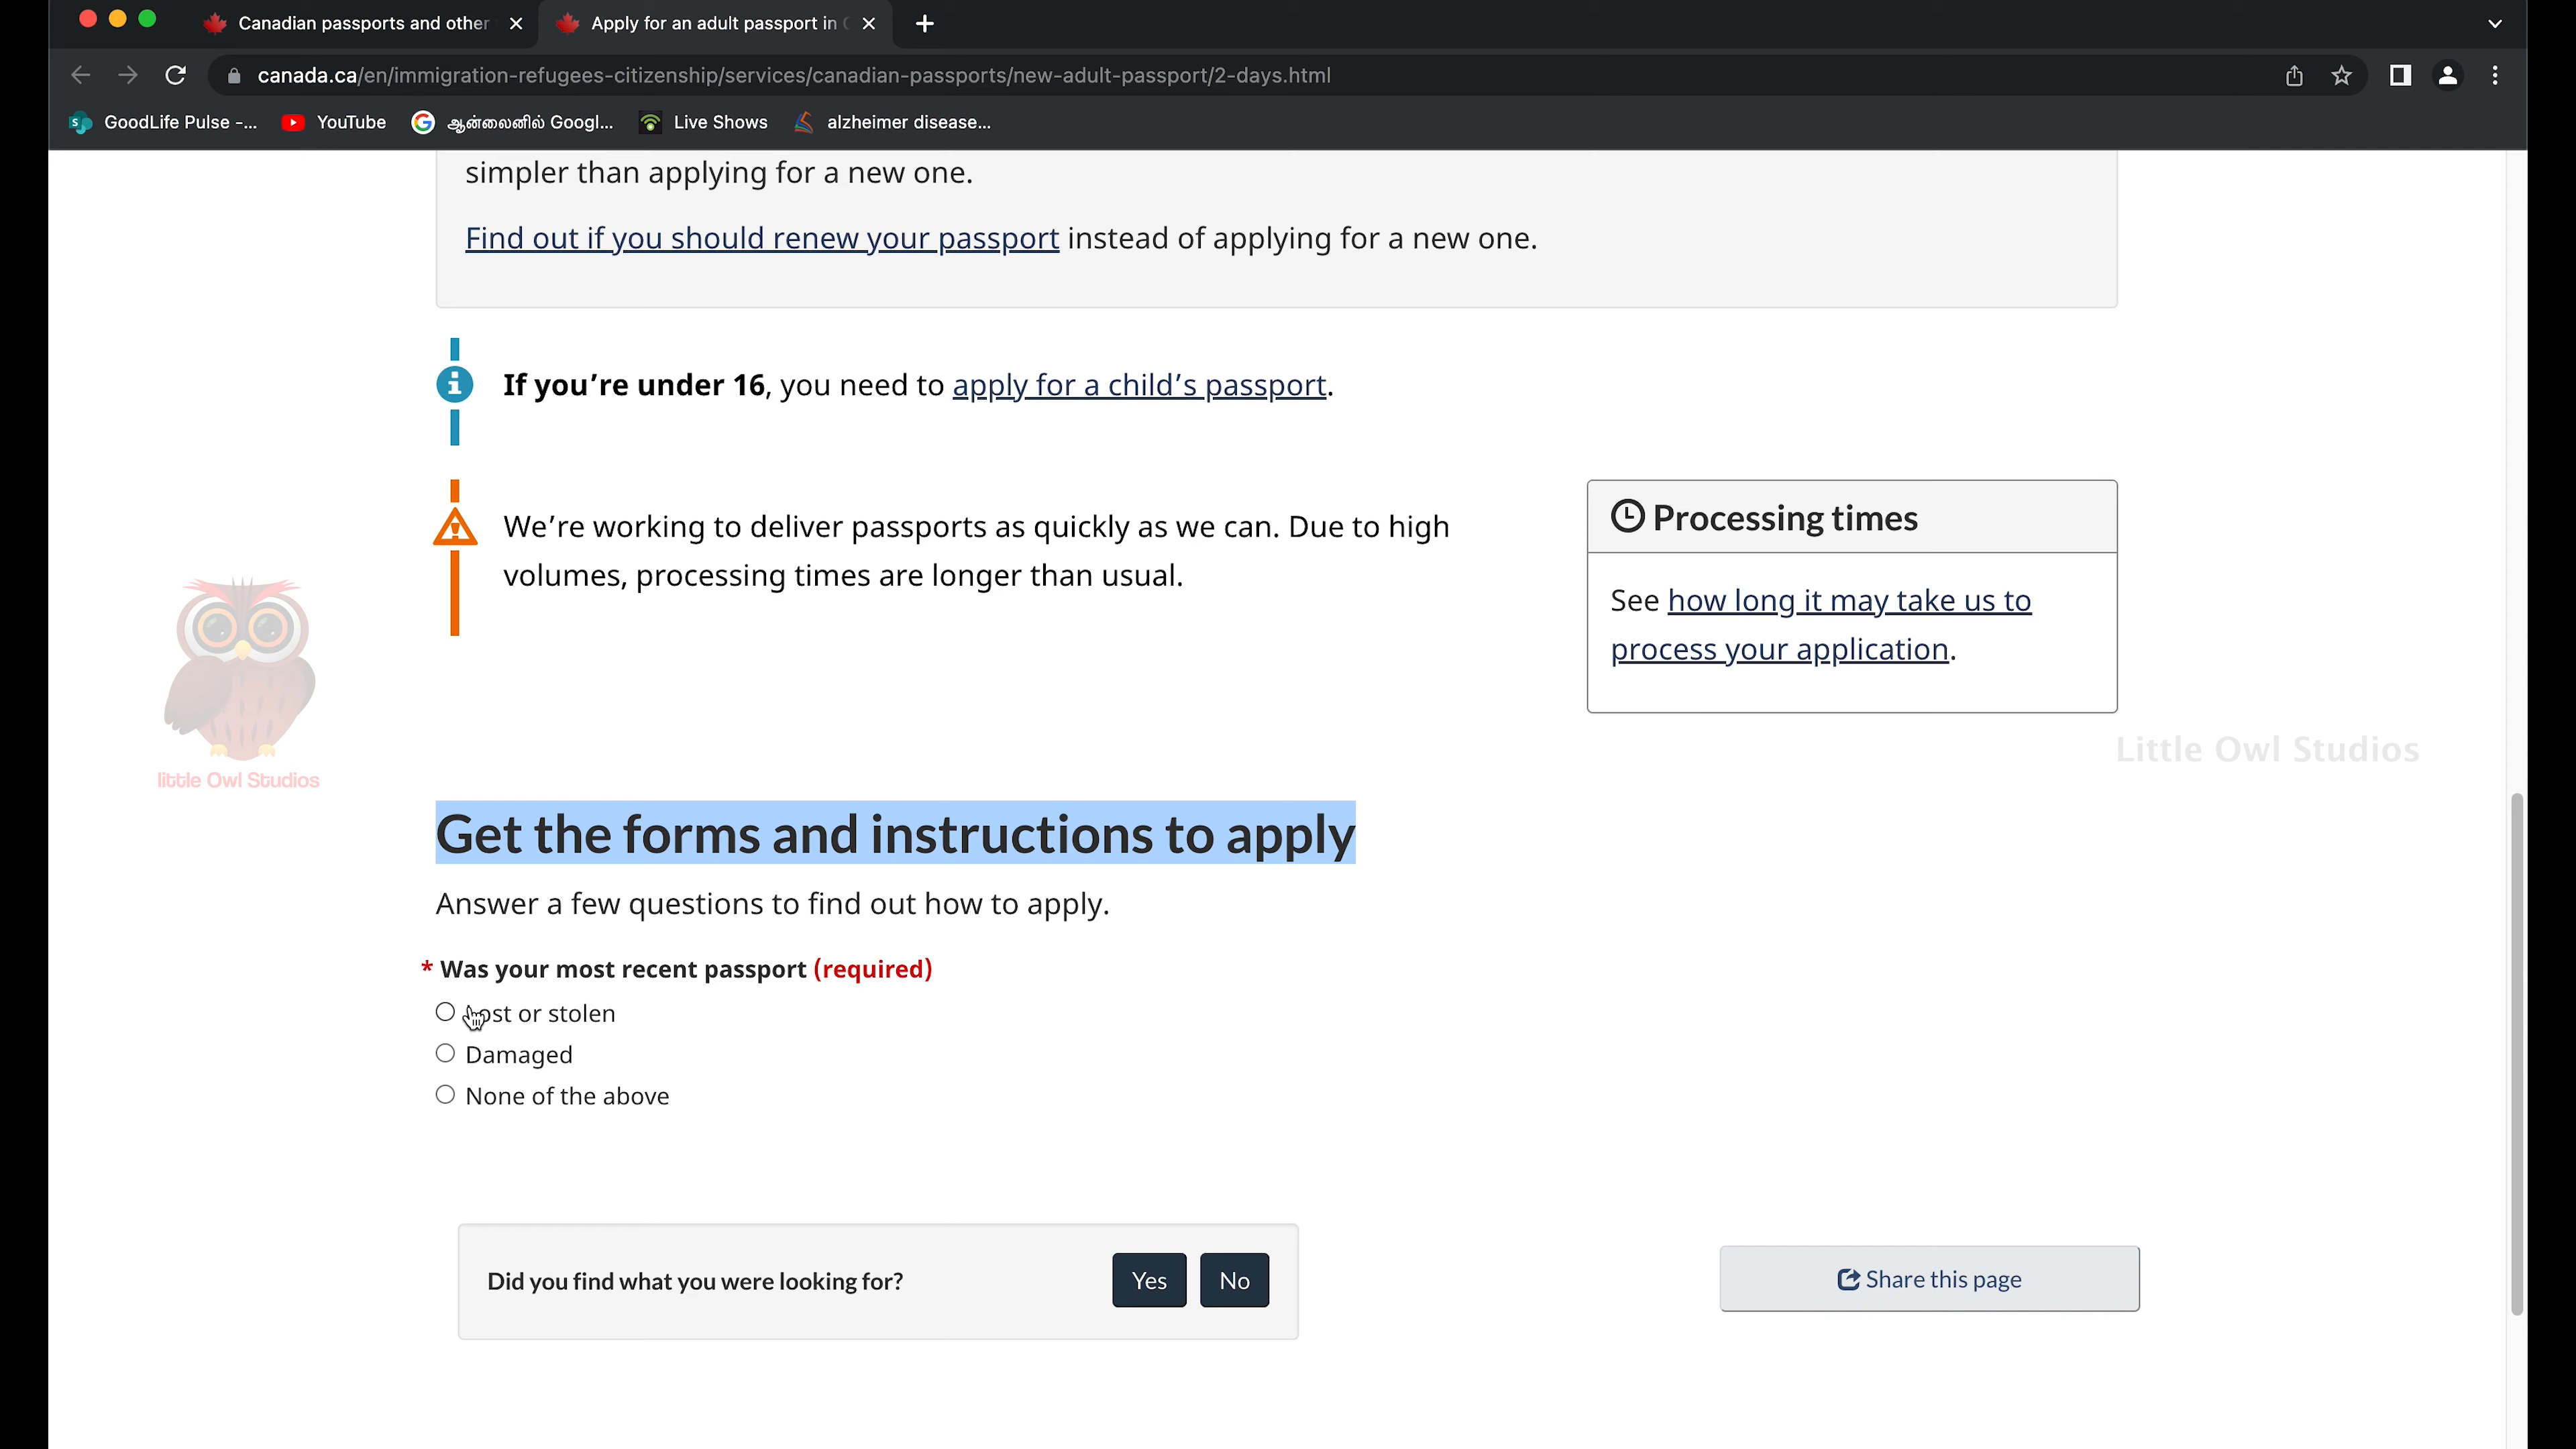 Canadian passports and other
Apply for an adult passport in C
canada.ca/en/immigration-refugees-citizenship/services/canadian-passports/new-adult-passport/2-days.html
GoodLife Pulse -...
YouTube
ஆன்லைனில் Googl...
Live Shows
alzheimer disease...
simpler than applying for a new one.
Find out if you should renew your passport instead of applying for a new one.
If you’re under 16, you need to apply for a child’s passport.
We’re working to deliver passports as quickly as we can. Due to high
volumes, processing times are longer than usual.
Processing times
See how long it may take us to
process your application.
little Owl Studios
Little Owl Studios
Get the forms and instructions to apply
Answer a few questions to find out how to apply.
* Was your most recent passport (required)
Lost or stolen
Damaged
None of the above
Did you find what you were looking for?
Yes
No
Share this page